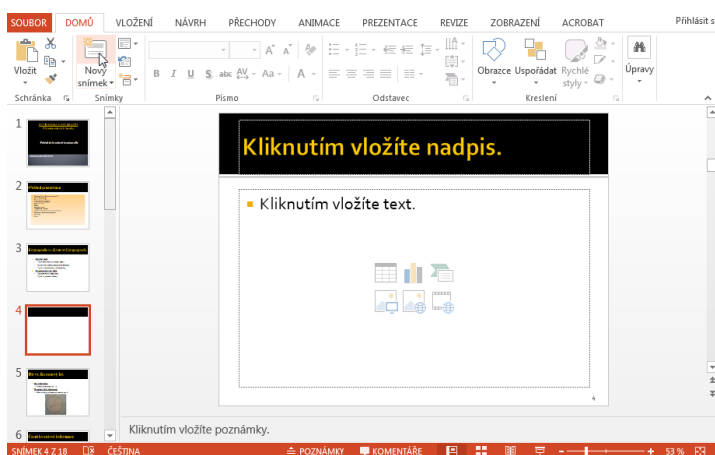 SOUBOR DOMŮ VLOŽENÍ NÁVRH PŘECHODY ANIMACE PREZENTACE REVIZE ZOBRAZENÍ ACROBAT Přihlásit s
Vložit Nový snímek Obrazce Uspořádat Rychlé styly Úpravy
B I U S abc AV Aa A
Schránka Snímky Písmo Odstavec Kreslení
1
2
3
4
5
6
Kliknutím vložíte nadpis.
Kliknutím vložíte text.
4
Kliknutím vložíte poznámky.
SNÍMEK 4 Z 18 ČEŠTINA POZNÁMKY KOMENTÁŘE 53 %